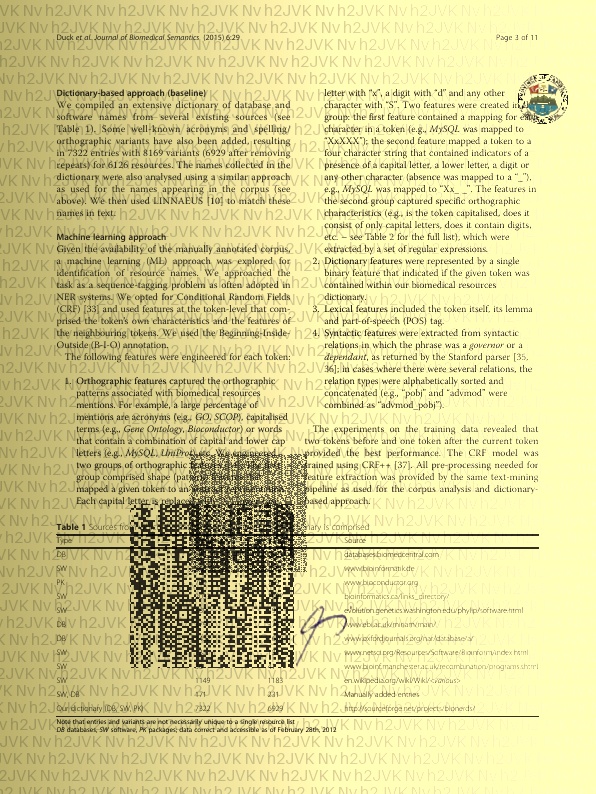 Duck et al. Journal of Biomedical Semantics (2015) 6:29
Page 3 of 11
Dictionary-based approach (baseline)
We compiled an extensive dictionary of database and
software names from several existing sources (see
Table 1). Some well-known acronyms and spelling/
orthographic variants have also been added, resulting
in 7322 entries with 8169 variants (6929 after removing
repeats) for 6126 resources. The names collected in the
dictionary were also analysed using a similar approach
as used for the names appearing in the corpus (see
above). We then used LINNAEUS [10] to match these
names in text.
Machine learning approach
Given the availability of the manually annotated corpus,
a machine learning (ML) approach was explored for
identification of resource names. We approached the
task as a sequence-tagging problem as often adopted in
NER systems. We opted for Conditional Random Fields
(CRF) [33] and used features at the token-level that com-
prised the token's own characteristics and the features of
the neighbouring tokens. We used the Beginning-Inside-
Outside (B-I-O) annotation.
The following features were engineered for each token:
1. Orthographic features captured the orthographic
patterns associated with biomedical resources
mentions. For example, a large percentage of
mentions are acronyms (e.g., GO, SCOP), capitalised
terms (e.g., Gene Ontology, Bioconductor) or words
that contain a combination of capital and lower cap
letters (e.g., MySQL, UniProt) etc. We engineered
two groups of orthographic
group comprised shape
mapped a given token to an
Each capital letter is replaced
letter with "x", a digit with "d" and any other
character with "S". Two features were created in
group: the first feature contained a mapping for
character in a token (e.g., MySQL was mapped to
"XxXXX"); the second feature mapped a token to a
four character string that contained indicators of a
presence of a capital letter, a lower letter, a digit or
any other character (absence was mapped to a "_"),
e.g., MySQL was mapped to "Xx_ _". The features in
the second group captured specific orthographic
characteristics (e.g., is the token capitalised, does it
consist of only capital letters, does it contain digits,
etc. – see Table 2 for the full list), which were
extracted by a set of regular expressions.
2. Dictionary features were represented by a single
binary feature that indicated if the given token was
contained within our biomedical resources
dictionary.
3. Lexical features included the token itself, its lemma
and part-of-speech (POS) tag.
4. Syntactic features were extracted from syntactic
relations in which the phrase was a governor or a
dependant, as returned by the Stanford parser [35,
36]; in cases where there were several relations, the
relation types were alphabetically sorted and
concatenated (e.g., "pobj" and "advmod" were
combined as "advmod_pobj").
The experiments on the training data revealed that
two tokens before and one token after the current token
provided the best performance. The CRF model was
trained using CRF++ [37]. All pre-processing needed for
feature extraction was provided by the same text-mining
pipeline as used for the corpus analysis and dictionary-
based approach.
Table 1 Sources from
is comprised
Type Source
DB databases.biomedcentral.com
SW www.bioinformatik.de
PK www.bioconductor.org
SW bioinformatics.ca/links_directory/
SW evolution.genetics.washington.edu/phylip/software.html
DB www.ebi.ac.uk/miriam/main/
DB www.oxfordjournals.org/nar/database/a/
SW www.netsci.org/Resources/Software/Bioinform/index.html
SW www.bioinf.manchester.ac.uk/recombination/programs.shtml
SW 1149 1183 en.wikipedia.org/wiki/Wiki/<various>
SW, DB 171 231 Manually added entries
Our dictionary (DB, SW, PK) 7322 6929 http://sourceforge.net/projects/bionerds/
Note that entries and variants are not necessarily unique to a single resource list
DB databases, SW software, PK packages; data correct and accessible as of February 28th, 2012